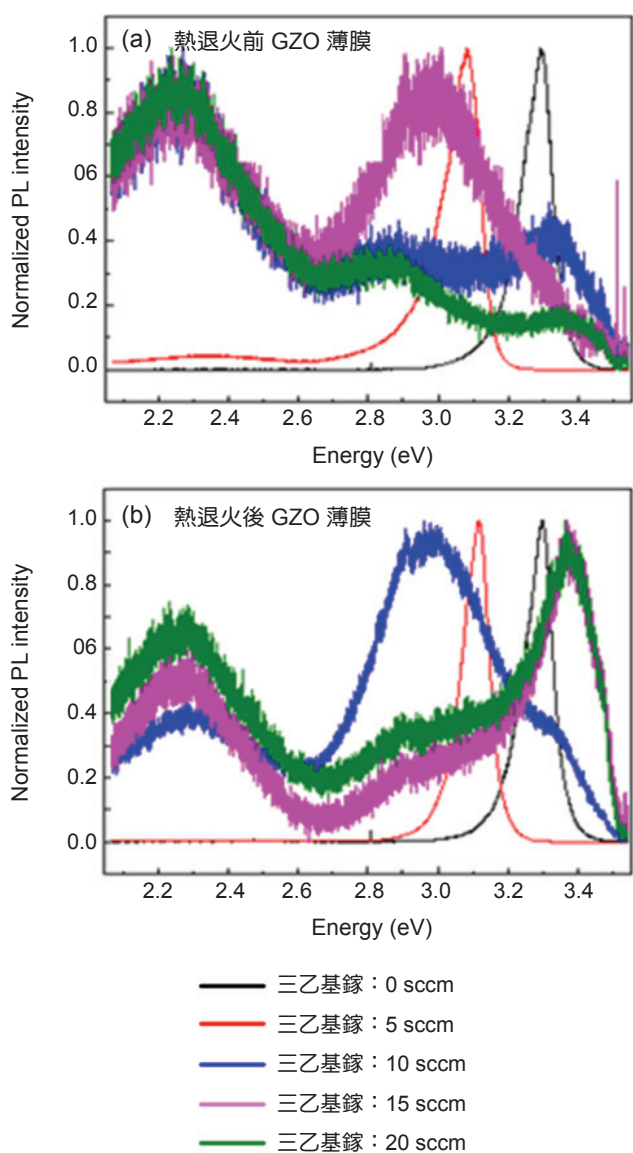 (a) 熱退火前 GZO 薄膜
1.0
0.8
06
0.4
0.2
0.0
Normalized PL intensity
2.2 2.4 2.6 2.8 3.0 3.2 3.4
Energy (eV)
(b) 熱退火後 GZO 薄膜
1.0
0.8
06
0.4
0.2
0.0
Normalized PL intensity
2.2 2.4 2.6 2.8 3.0 3.2 3.4
Energy (eV)
三乙基鎵：0 sccm
三乙基鎵：5 sccm
三乙基鎵：10 sccm
三乙基鎵：15 sccm
三乙基鎵：20 sccm